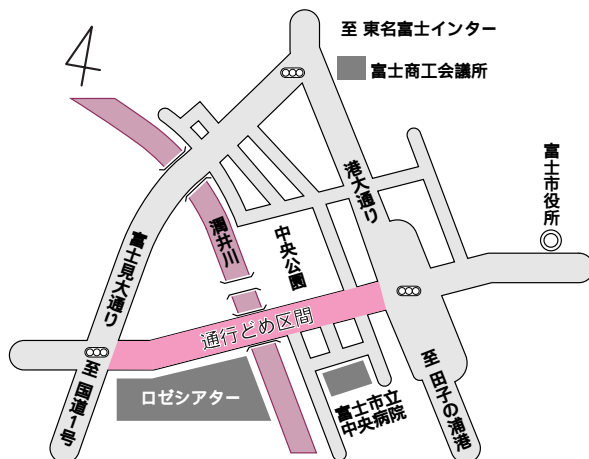 至 東名富士インター
富士商工会議所
富士市役所
港大通り
潤井川
中央公園
富士見大通り
通行どめ区間
至 国道1号
ロゼシアター
富士市立
中央病院
至 田子の浦港